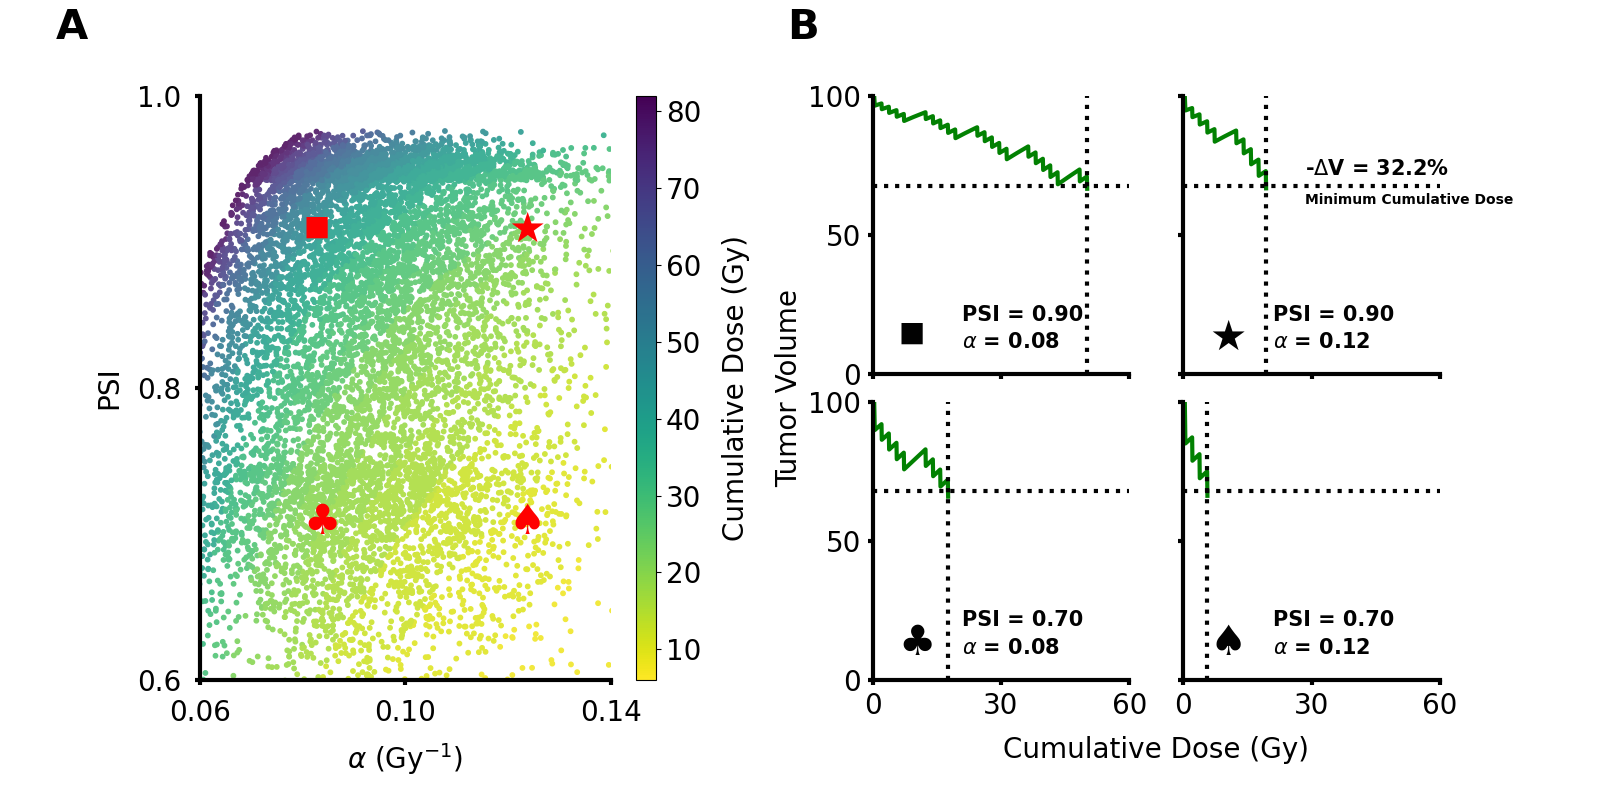 A
B
1.0
0.8
0.6
PSI
0.06
0.10
0.14
α (Gy⁻¹)
80
70
60
50
40
30
20
10
Cumulative Dose (Gy)
Tumor Volume
100
50
0
PSI = 0.90
α = 0.08
-ΔV = 32.2%
Minimum Cumulative Dose
PSI = 0.90
α = 0.12
100
50
0
PSI = 0.70
α = 0.08
PSI = 0.70
α = 0.12
0
30
60
0
30
60
Cumulative Dose (Gy)